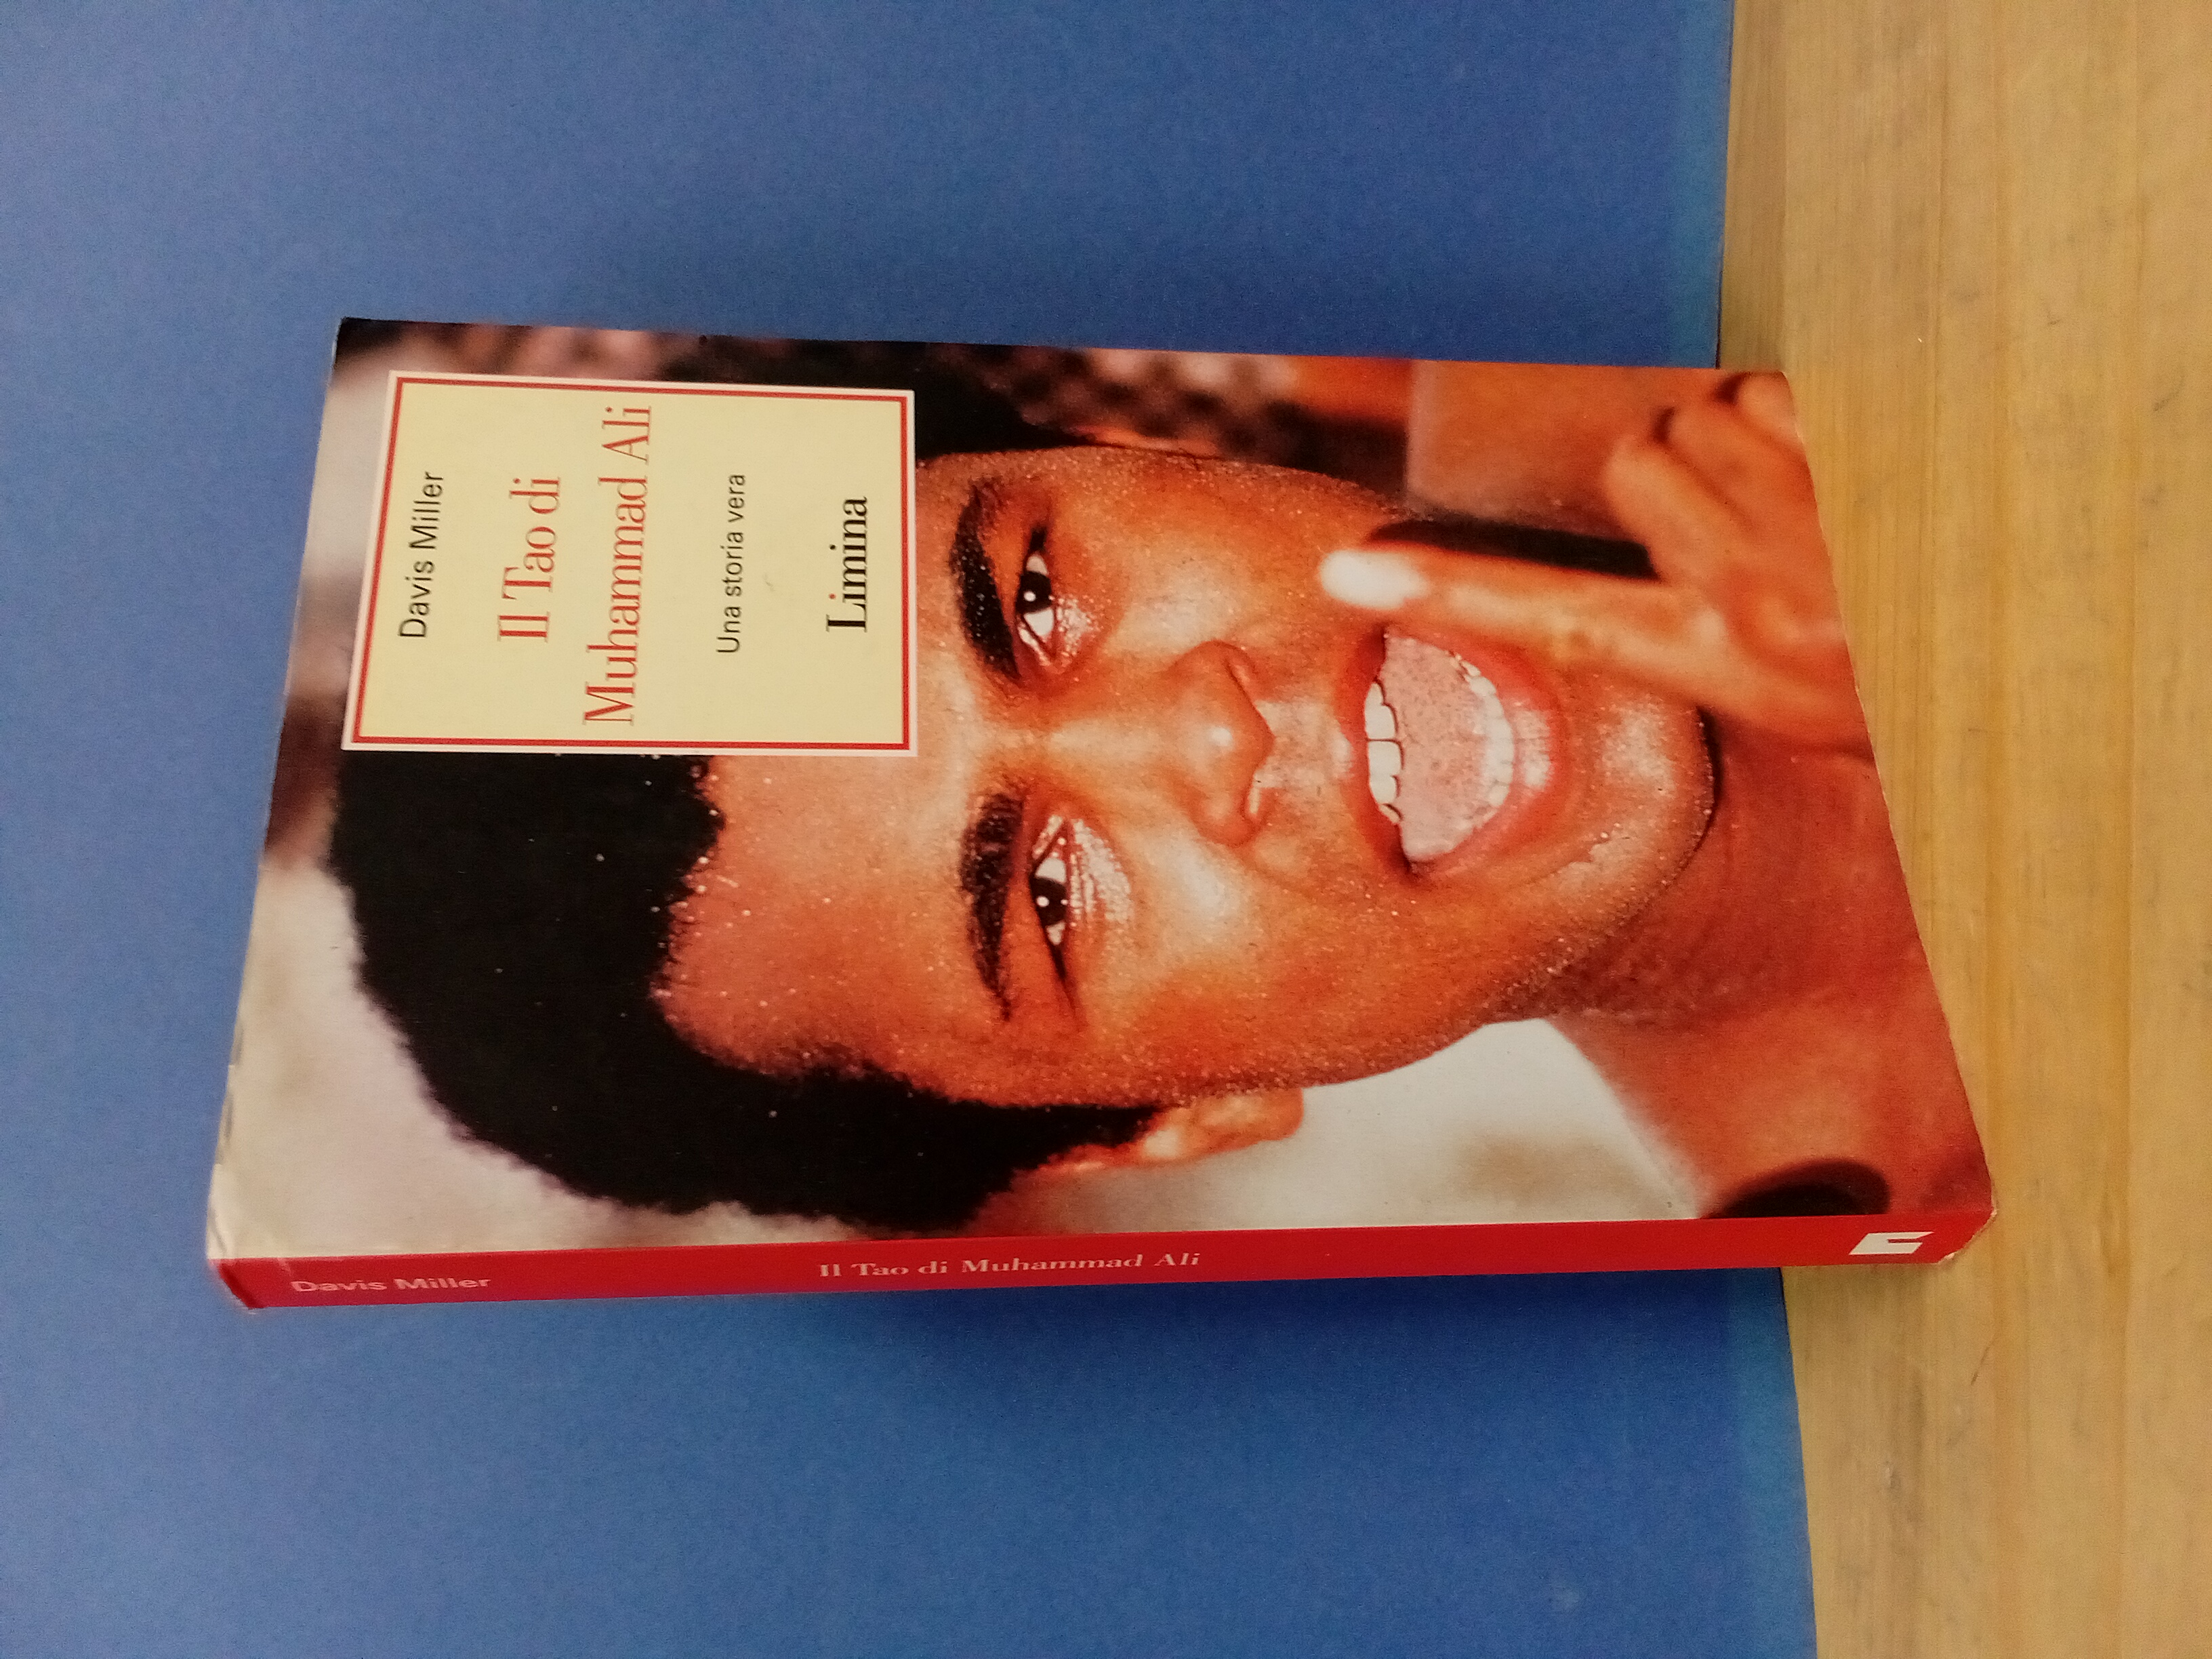 Davis Miller
Il Tao di
Muhammad Ali
Una storia vera
Limina
Davis Miller
Il Tao di Muhammad Ali